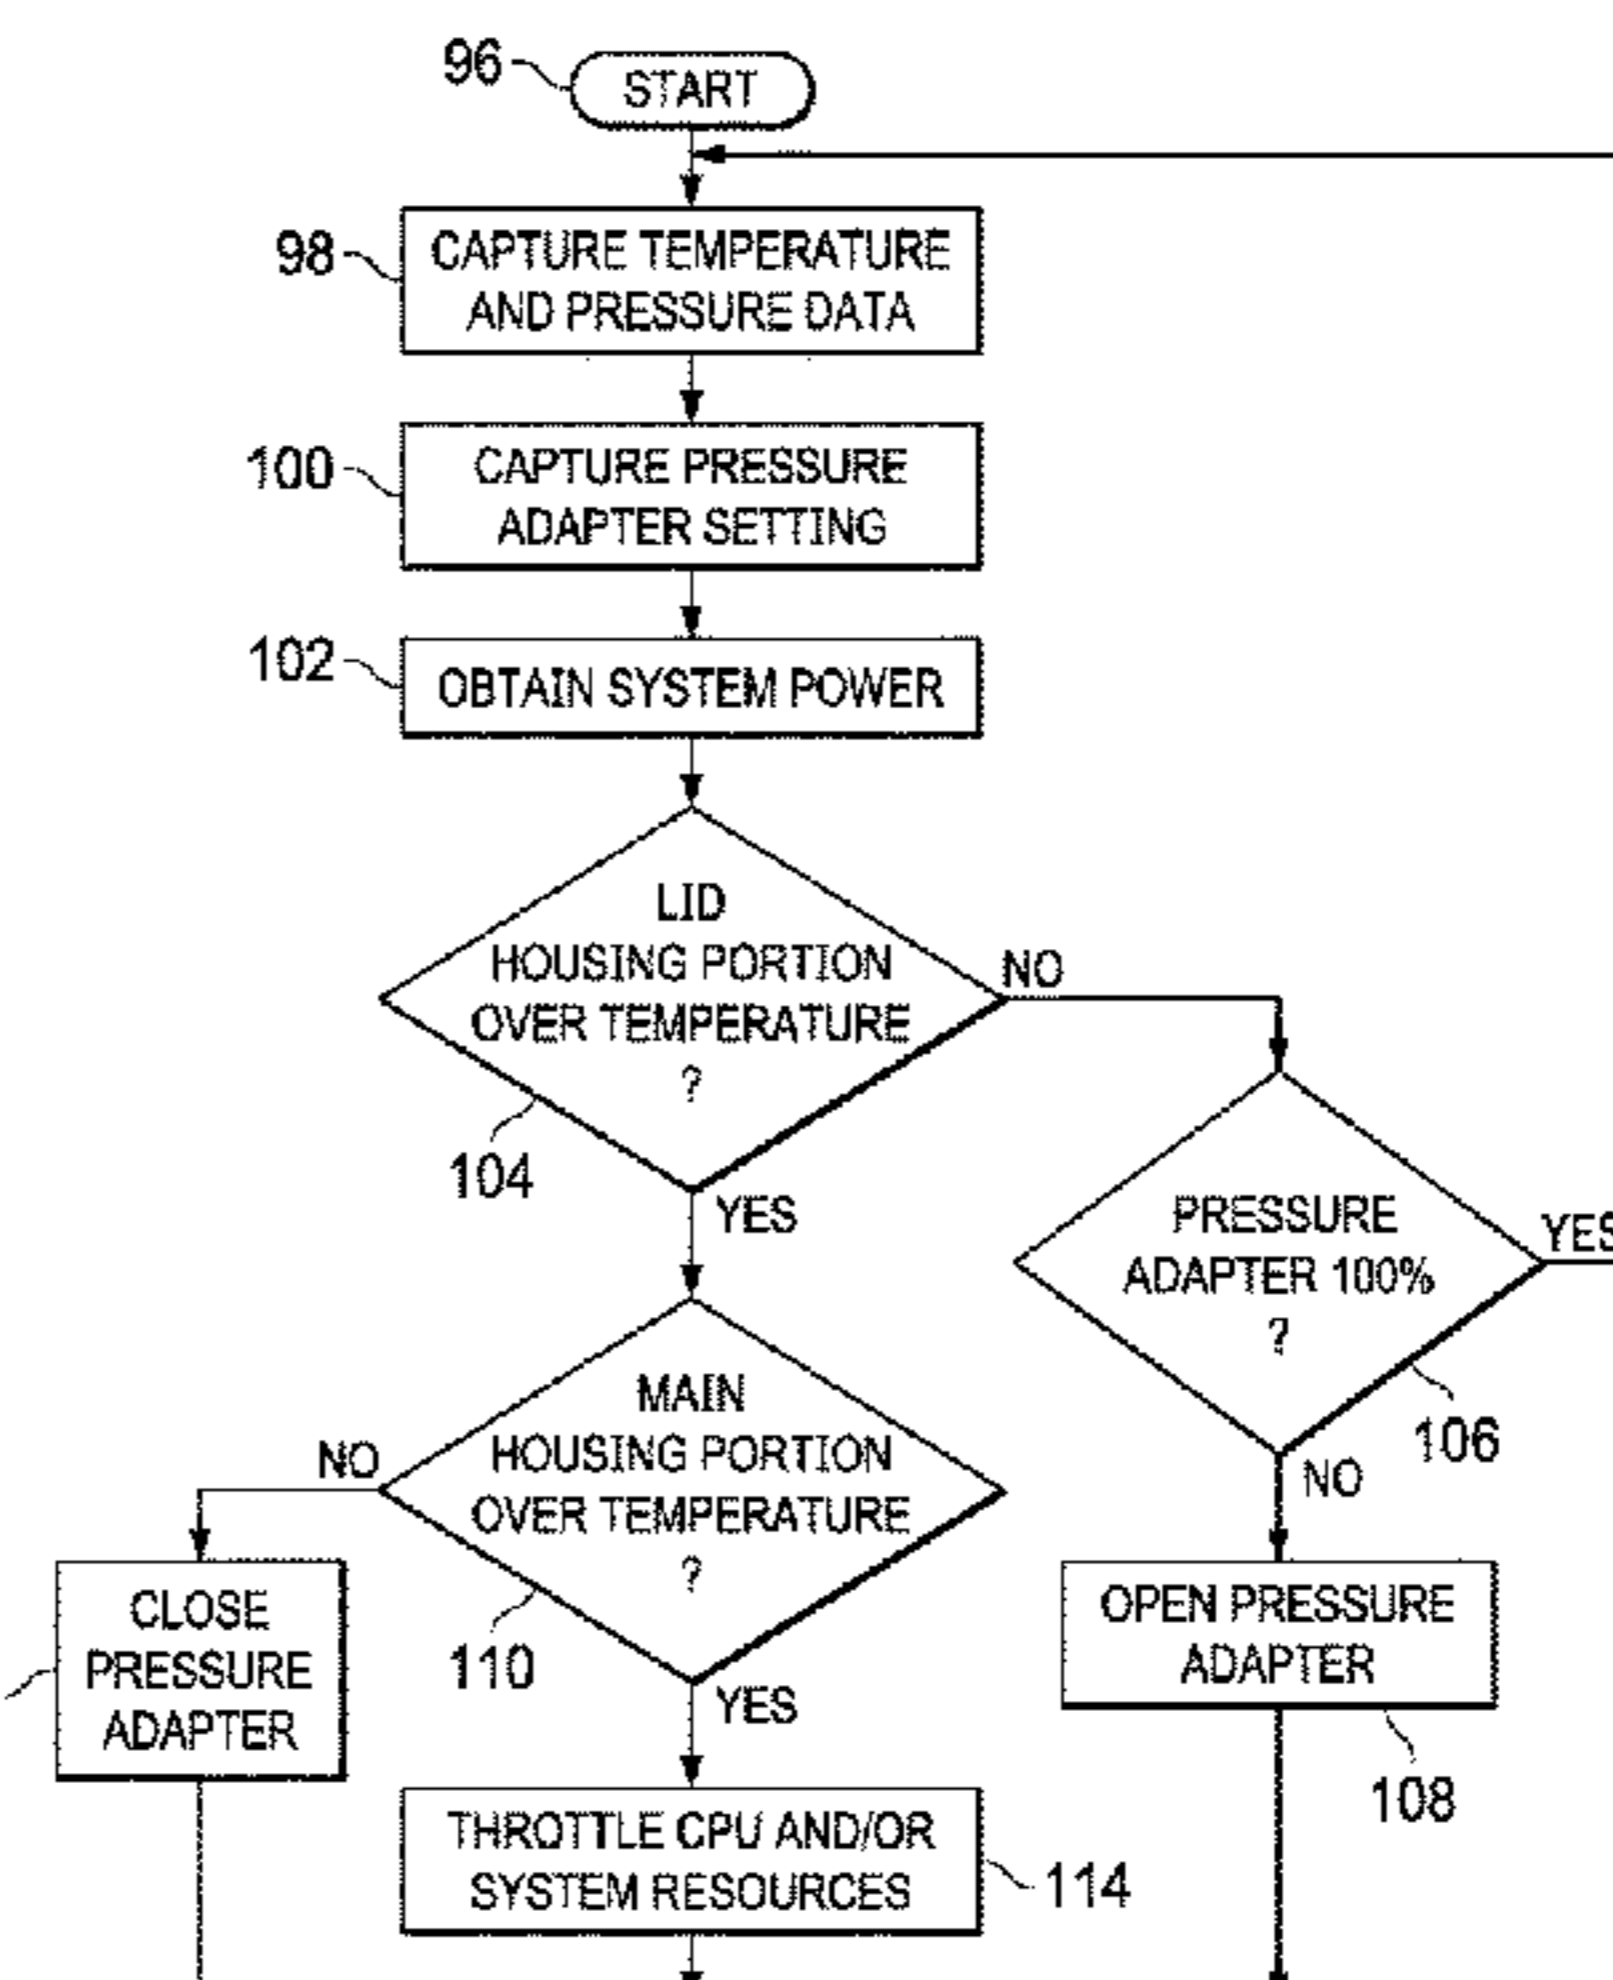 96
START
98
CAPTURE TEMPERATURE
AND PRESSURE DATA
100
CAPTURE PRESSURE
ADAPTER SETTING
102
OBTAIN SYSTEM POWER
LID
HOUSING PORTION
OVER TEMPERATURE
?
NO
104
YES
PRESSURE
ADAPTER 100%
?
YES
106
NO
MAIN
HOUSING PORTION
OVER TEMPERATURE
?
NO
110
YES
CLOSE
PRESSURE
ADAPTER
OPEN PRESSURE
ADAPTER
108
THROTTLE CPU AND/OR
SYSTEM RESOURCES
114